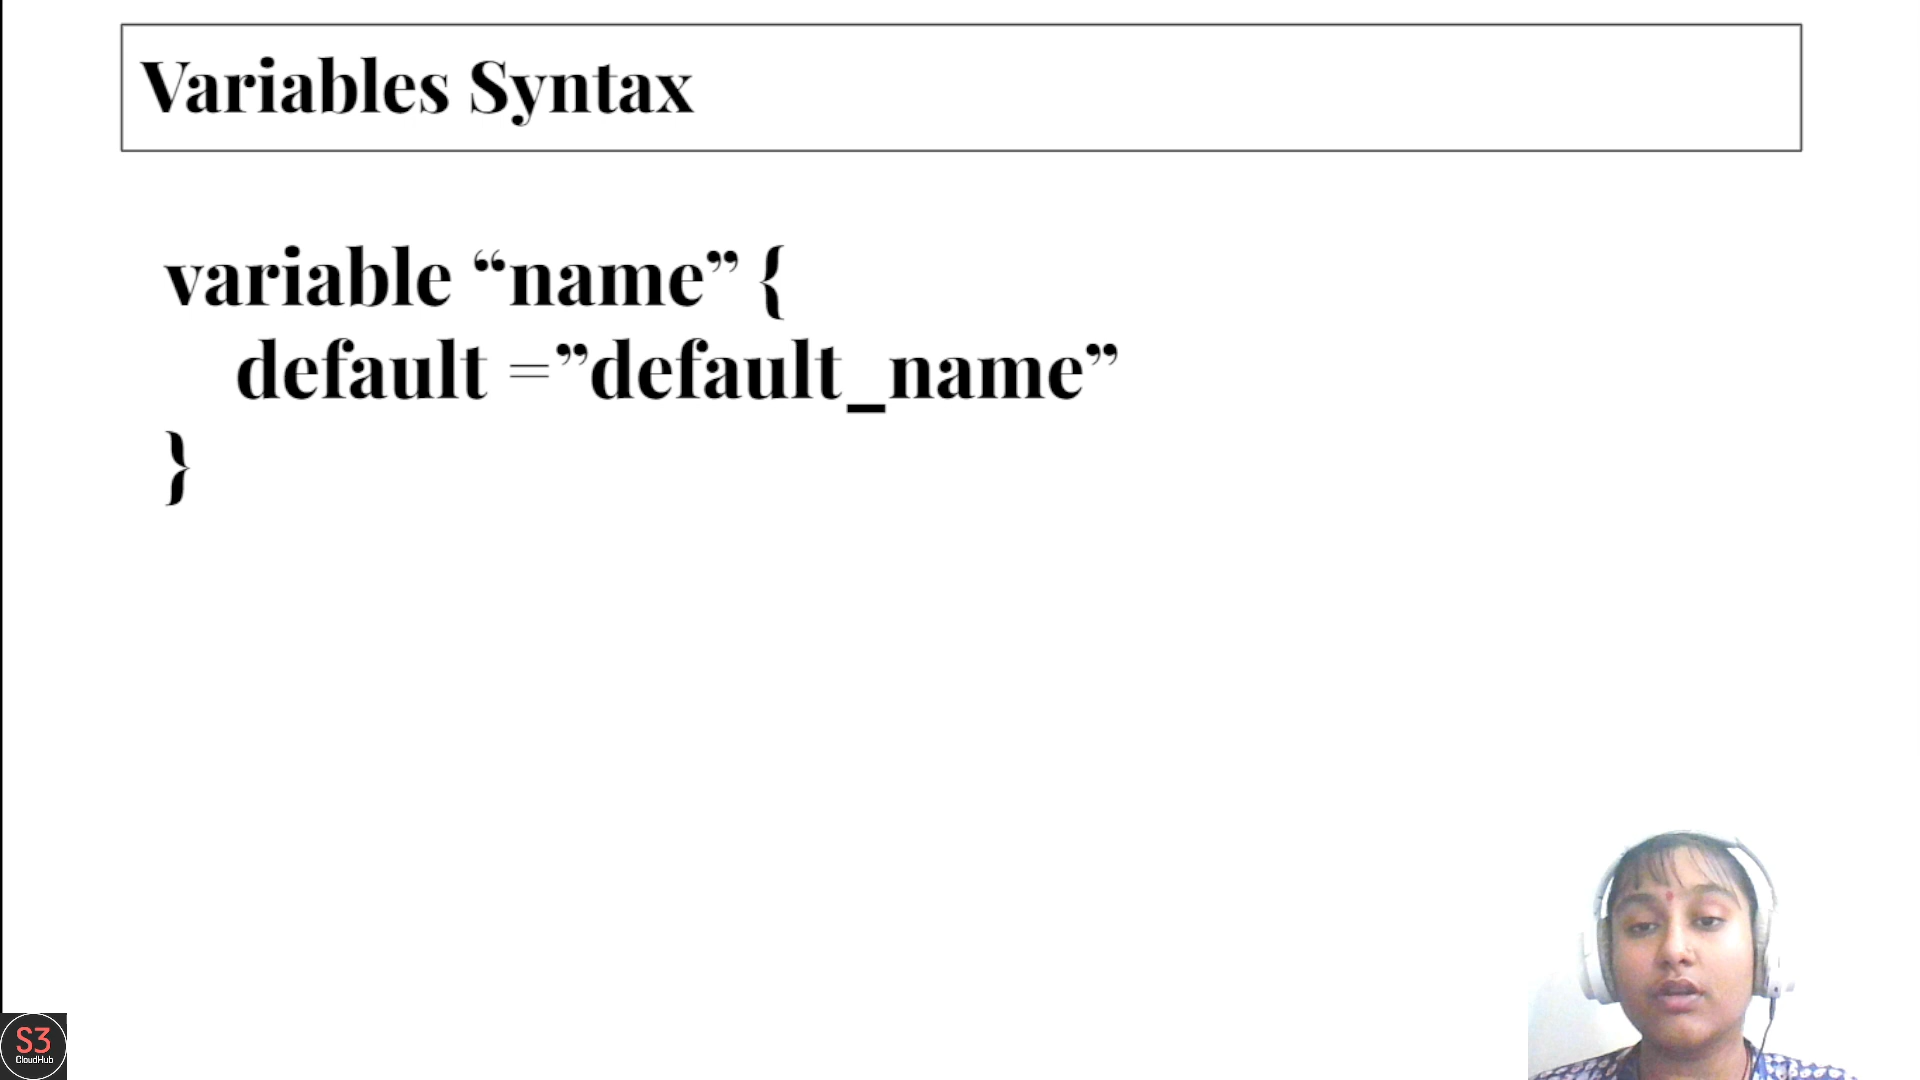 Variables Syntax
variable “name” {
default =”default_name”
}
S3
CloudHub